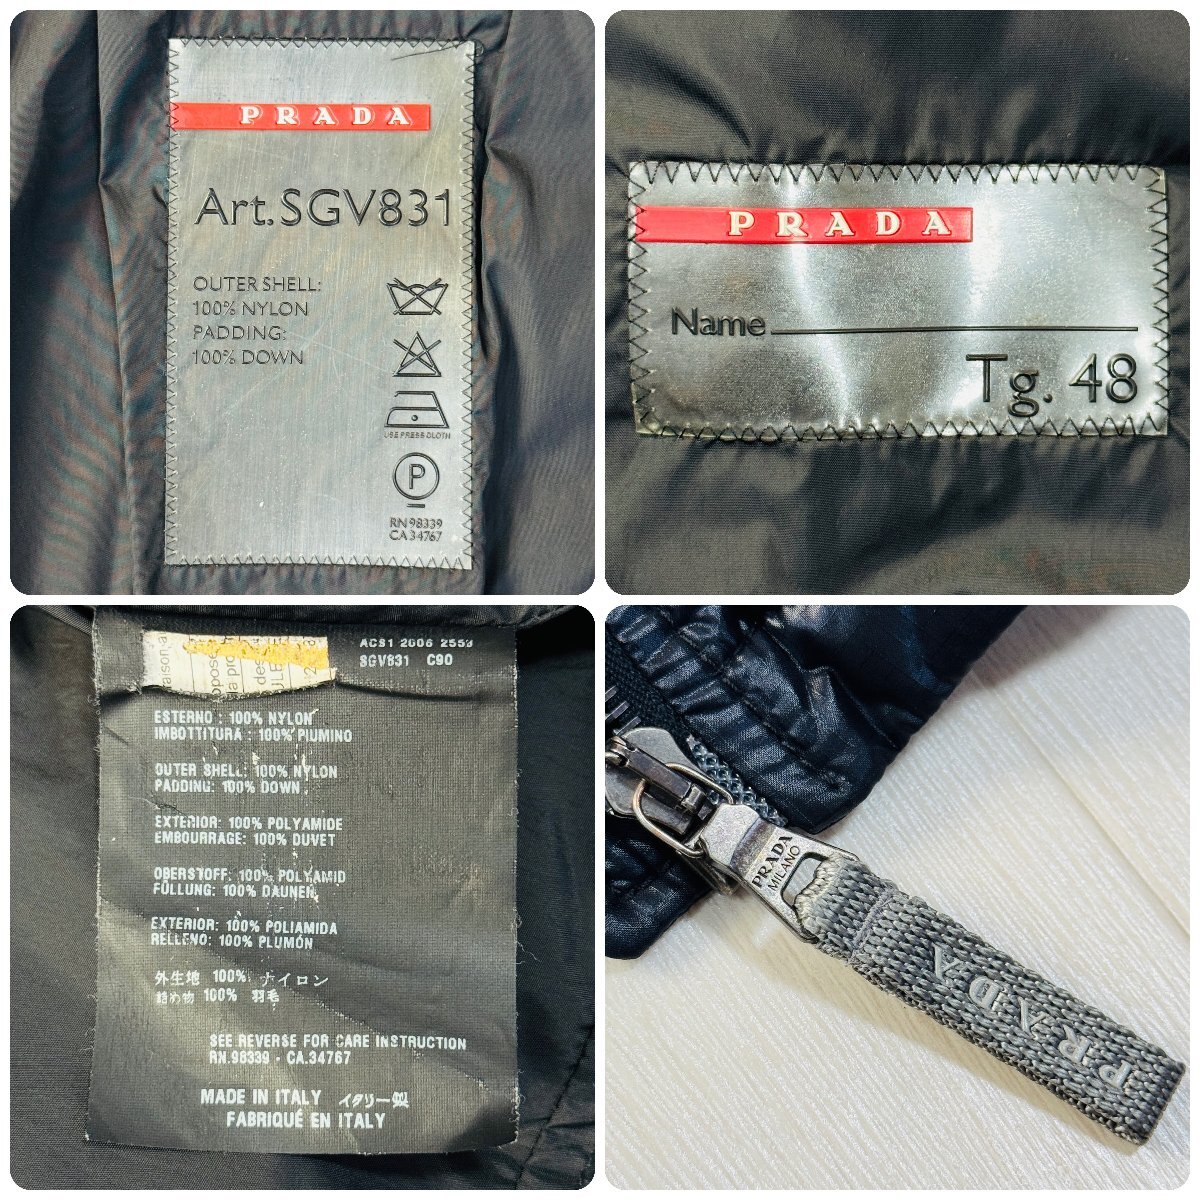 PRADA
Art.SGV831
OUTER SHELL:
100% NYLON
PADDING:
100% DOWN
USE PRESS CLOTH
P
RN 98339
CA 34767
PRADA
Name
Tg. 48
ACS1 2006 2553
SGV831 C90
ESTERNO : 100% NYLON
IMBOTTITURA : 100% PIUMINO
OUTER SHELL: 100% NYLON
PADDING: 100% DOWN
EXTERIOR: 100% POLYAMIDE
EMBOURRAGE: 100% DUVET
OBERSTOFF: 100% POLYAMID
FÜLLUNG: 100% DAUNEN
EXTERIOR: 100% POLIAMIDA
RELLENO: 100% PLUMÓN
外生地 100% ナイロン
詰め物 100% 羽毛
SEE REVERSE FOR CARE INSTRUCTION
RN.98339 - CA.34767
MADE IN ITALY イタリー製
FABRIQUÉ EN ITALY
PRADA
MILANO
PRADA